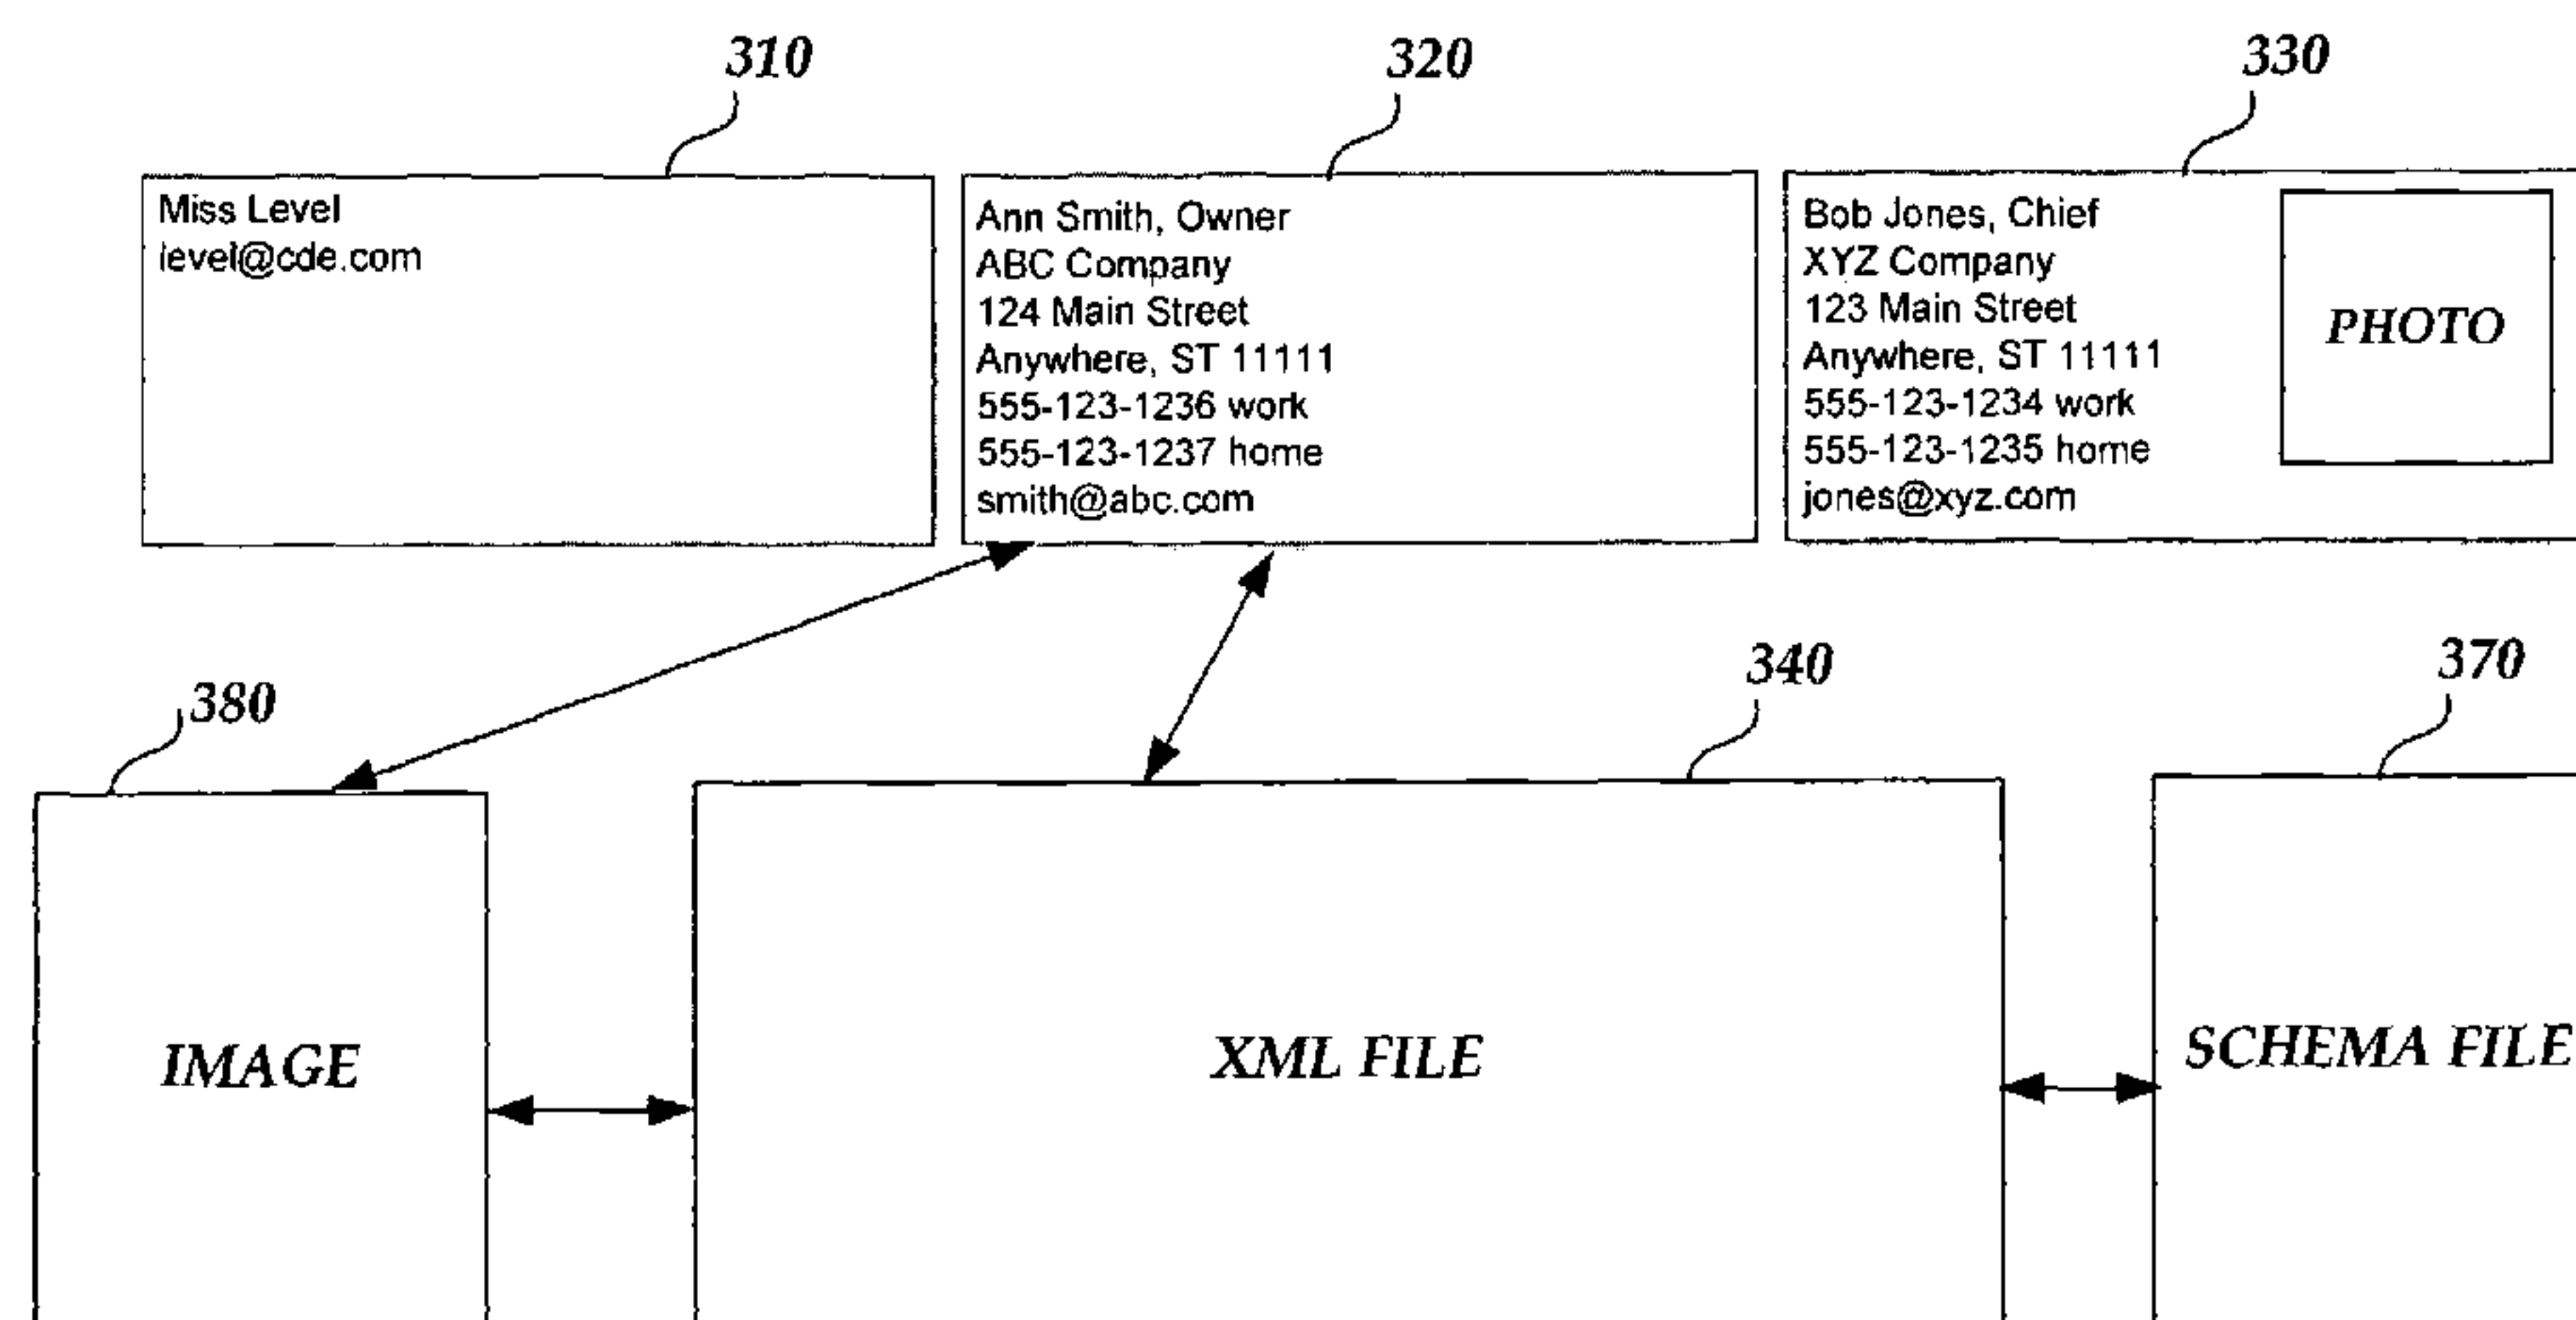 310
320
330
Miss Level
level@cde.com
Ann Smith, Owner
ABC Company
124 Main Street
Anywhere, ST 11111
555-123-1236 work
555-123-1237 home
smith@abc.com
Bob Jones, Chief
XYZ Company
123 Main Street
Anywhere, ST 11111
555-123-1234 work
555-123-1235 home
jones@xyz.com
PHOTO
380
340
370
IMAGE
XML FILE
SCHEMA FILE